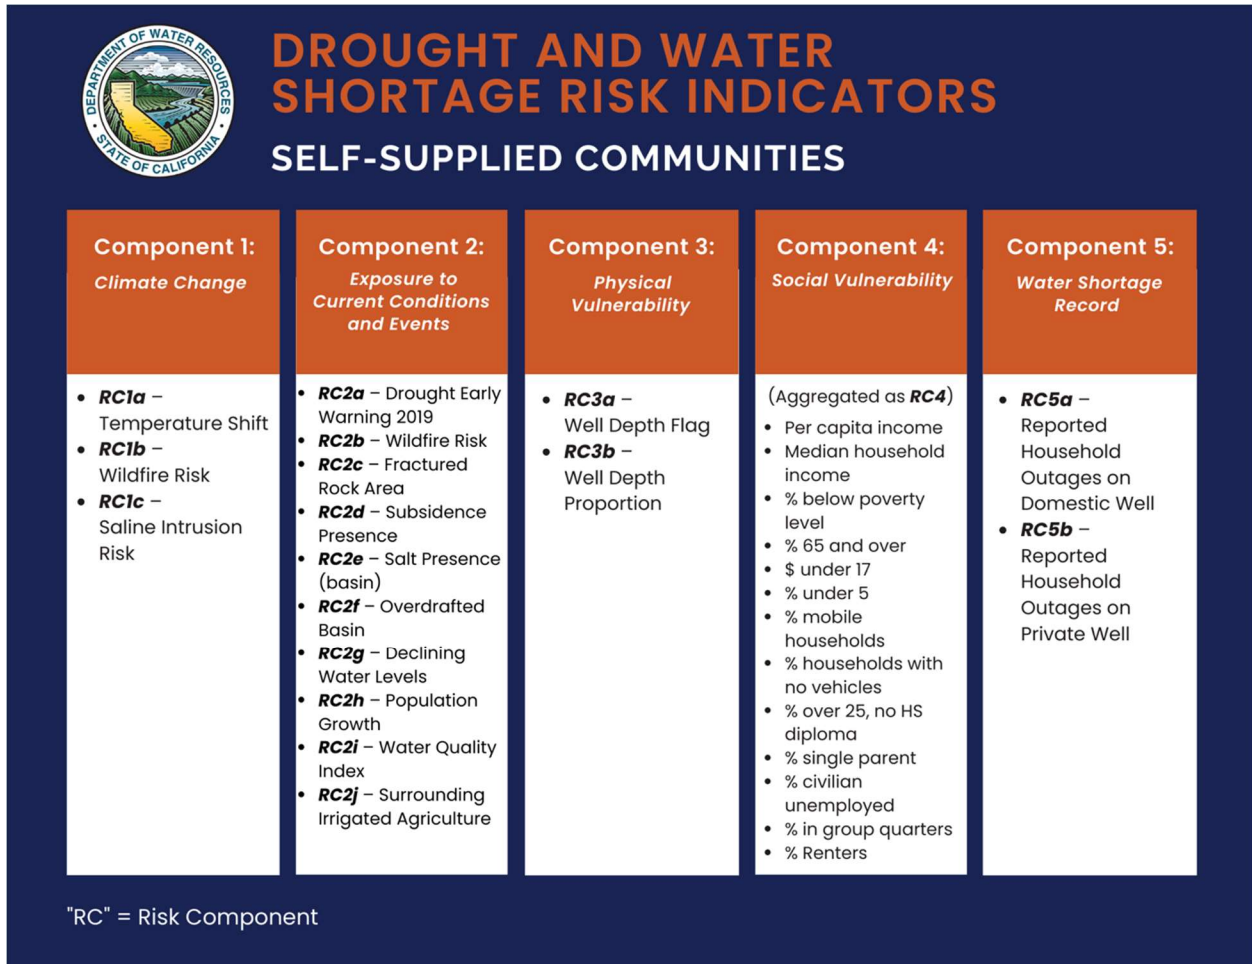 DEPARTMENT OF WATER RESOURCES
STATE OF CALIFORNIA
DROUGHT AND WATER
SHORTAGE RISK INDICATORS
SELF-SUPPLIED COMMUNITIES
Component 1:
Climate Change
• RC1a –
Temperature Shift
• RC1b –
Wildfire Risk
• RC1c –
Saline Intrusion
Risk
Component 2:
Exposure to
Current Conditions
and Events
• RC2a – Drought Early
Warning 2019
• RC2b – Wildfire Risk
• RC2c – Fractured
Rock Area
• RC2d – Subsidence
Presence
• RC2e – Salt Presence
(basin)
• RC2f – Overdrafted
Basin
• RC2g – Declining
Water Levels
• RC2h – Population
Growth
• RC2i – Water Quality
Index
• RC2j – Surrounding
Irrigated Agriculture
Component 3:
Physical
Vulnerability
• RC3a –
Well Depth Flag
• RC3b –
Well Depth
Proportion
Component 4:
Social Vulnerability
(Aggregated as RC4)
• Per capita income
• Median household
income
• % below poverty
level
• % 65 and over
• $ under 17
• % under 5
• % mobile
households
• % households with
no vehicles
• % over 25, no HS
diploma
• % single parent
• % civilian
unemployed
• % in group quarters
• % Renters
Component 5:
Water Shortage
Record
• RC5a –
Reported
Household
Outages on
Domestic Well
• RC5b –
Reported
Household
Outages on
Private Well
"RC" = Risk Component